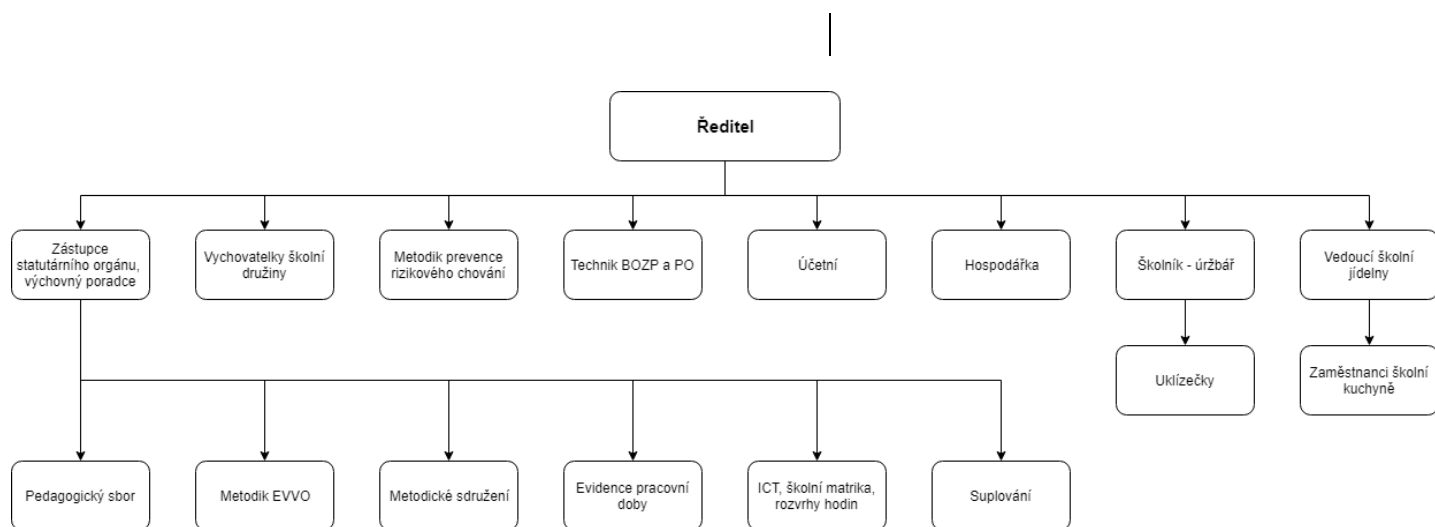 Ředitel
Zástupce
statutárního orgánu,
výchovný poradce
Vychovatelky školní
družiny
Metodik prevence
rizikového chování
Technik BOZP a PO
Účetní
Hospodářka
Školník - úržbář
Vedoucí školní
jídelny
Uklízečky
Zaměstnanci školní
kuchyně
Pedagogický sbor
Metodik EVVO
Metodické sdružení
Evidence pracovní
doby
ICT, školní matrika,
rozvrhy hodin
Suplování